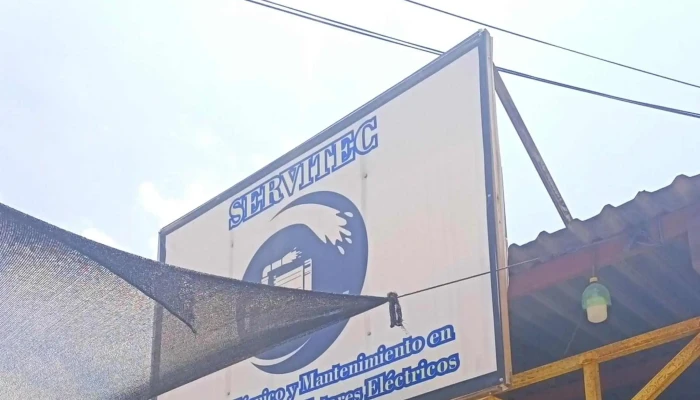 SERVITEC
y Mantenimiento en
Eléctricos